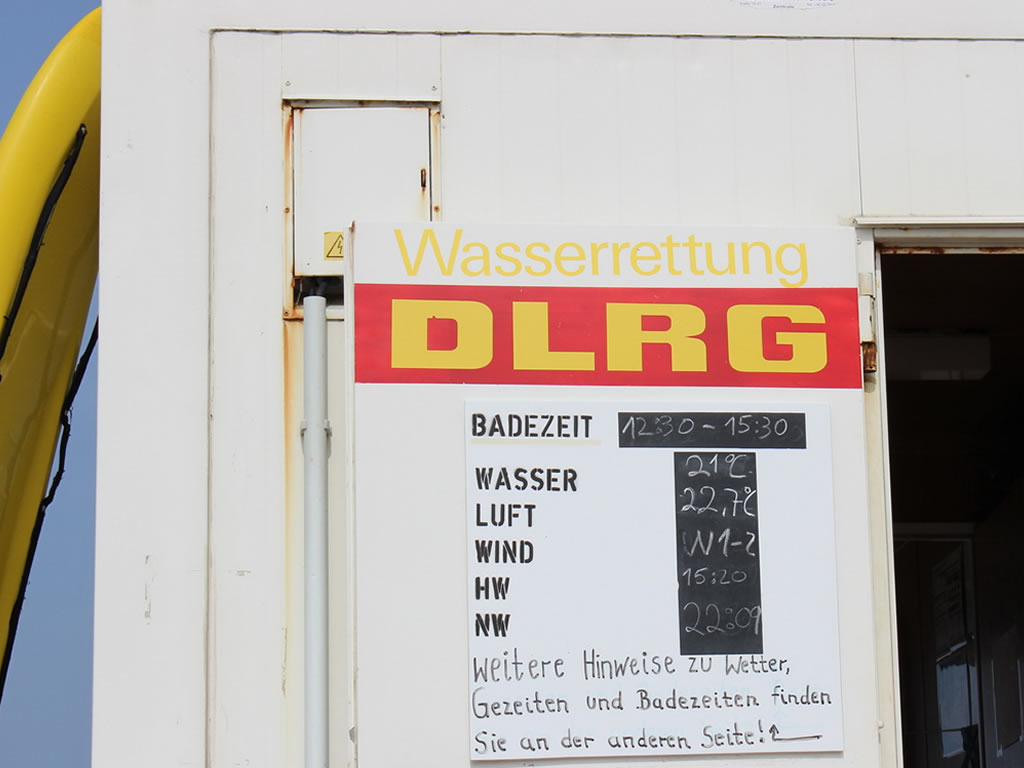 Wasserrettung
DLRG
BADEZEIT 12:30 - 15:30
WASSER 21°C
LUFT 22,7°C
WIND W1-2
HW 15:20
NW 22:09
Weitere Hinweise zu Wetter,
Gezeiten und Badezeiten finden
Sie an der anderen Seite!